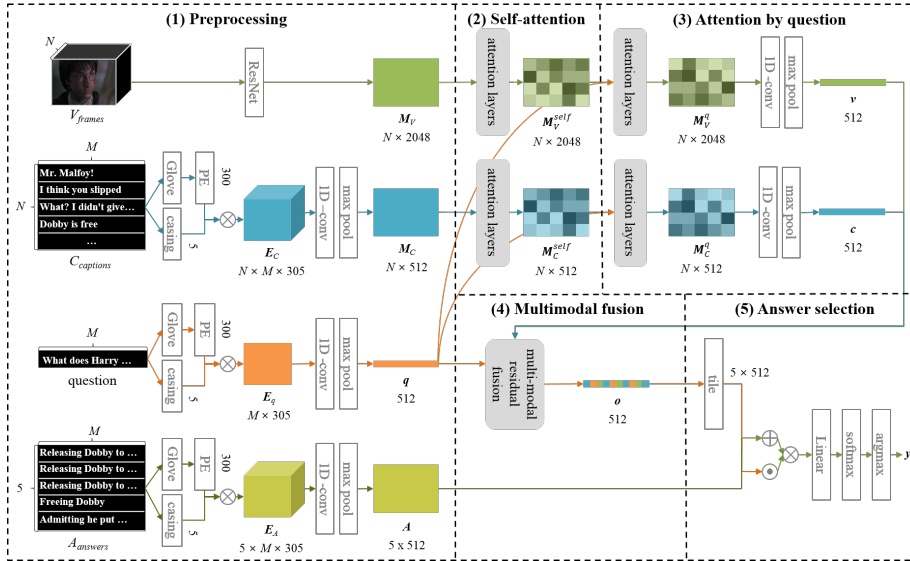 (1) Preprocessing
(2) Self-attention
(3) Attention by question
N
V_frames
ResNet
M_V
N × 2048
attention layers
M_V^self
N × 2048
attention layers
M_V^q
N × 2048
1D-conv
max pool
v
512
M
N
Mr. Malfoy!
I think you slipped
What? I didn't give…
Dobby is free
…
C_captions
Glove
PE
300
casing
5
E_C
N × M × 305
1D-conv
max pool
M_C
N × 512
attention layers
M_C^self
N × 512
attention layers
M_C^q
N × 512
1D-conv
max pool
c
512
(4) Multimodal fusion
(5) Answer selection
M
What does Harry …
question
Glove
PE
300
casing
5
E_q
M × 305
1D-conv
max pool
q
512
multi-modal
residual
fusion
o
512
tile
5 × 512
Linear
softmax
argmax
y
M
5
Releasing Dobby to …
Releasing Dobby to …
Releasing Dobby to …
Freeing Dobby
Admitting he put …
A_answers
Glove
PE
300
casing
5
E_A
5 × M × 305
1D-conv
max pool
A
5 x 512